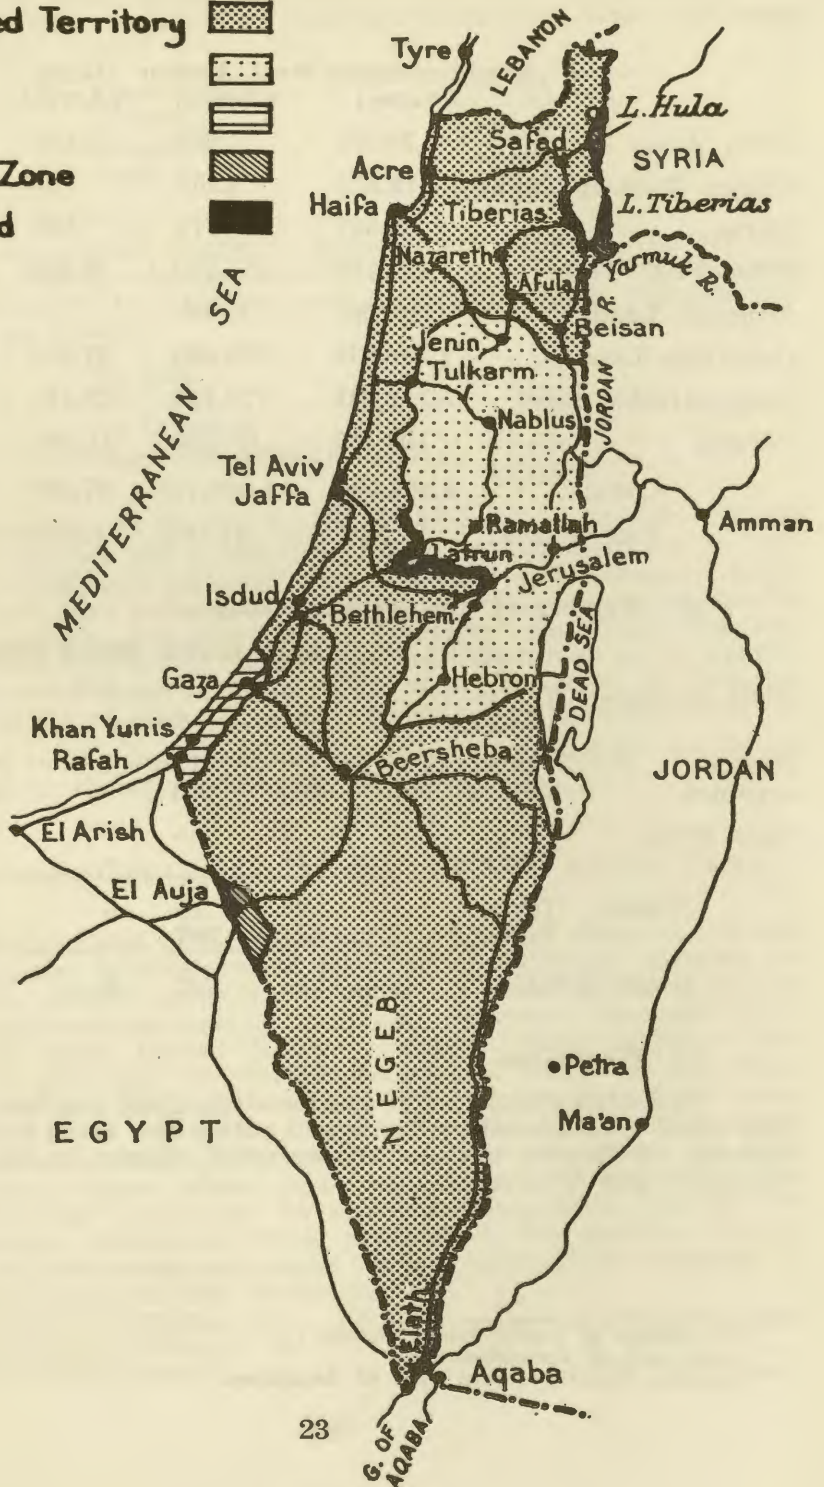 ed Territory
Zone
d
Tyre
LEBANON
L. Hula
Safad
SYRIA
Acre
Haifa
Tiberias
L. Tiberias
Nazareth
Yarmuk R.
Afula
SEA
Beisan
Jenin
JORDAN R.
Tulkarm
Nablus
MEDITERRANEAN
Tel Aviv
Jaffa
Amman
Ramallah
Latrun
Jerusalem
Isdud
Bethlehem
DEAD SEA
Gaza
Hebron
Khan Yunis
Rafah
Beersheba
JORDAN
El Arish
El Auja
NEGEB
Petra
Ma'an
EGYPT
Elath
Aqaba
23
G. OF
AQABA